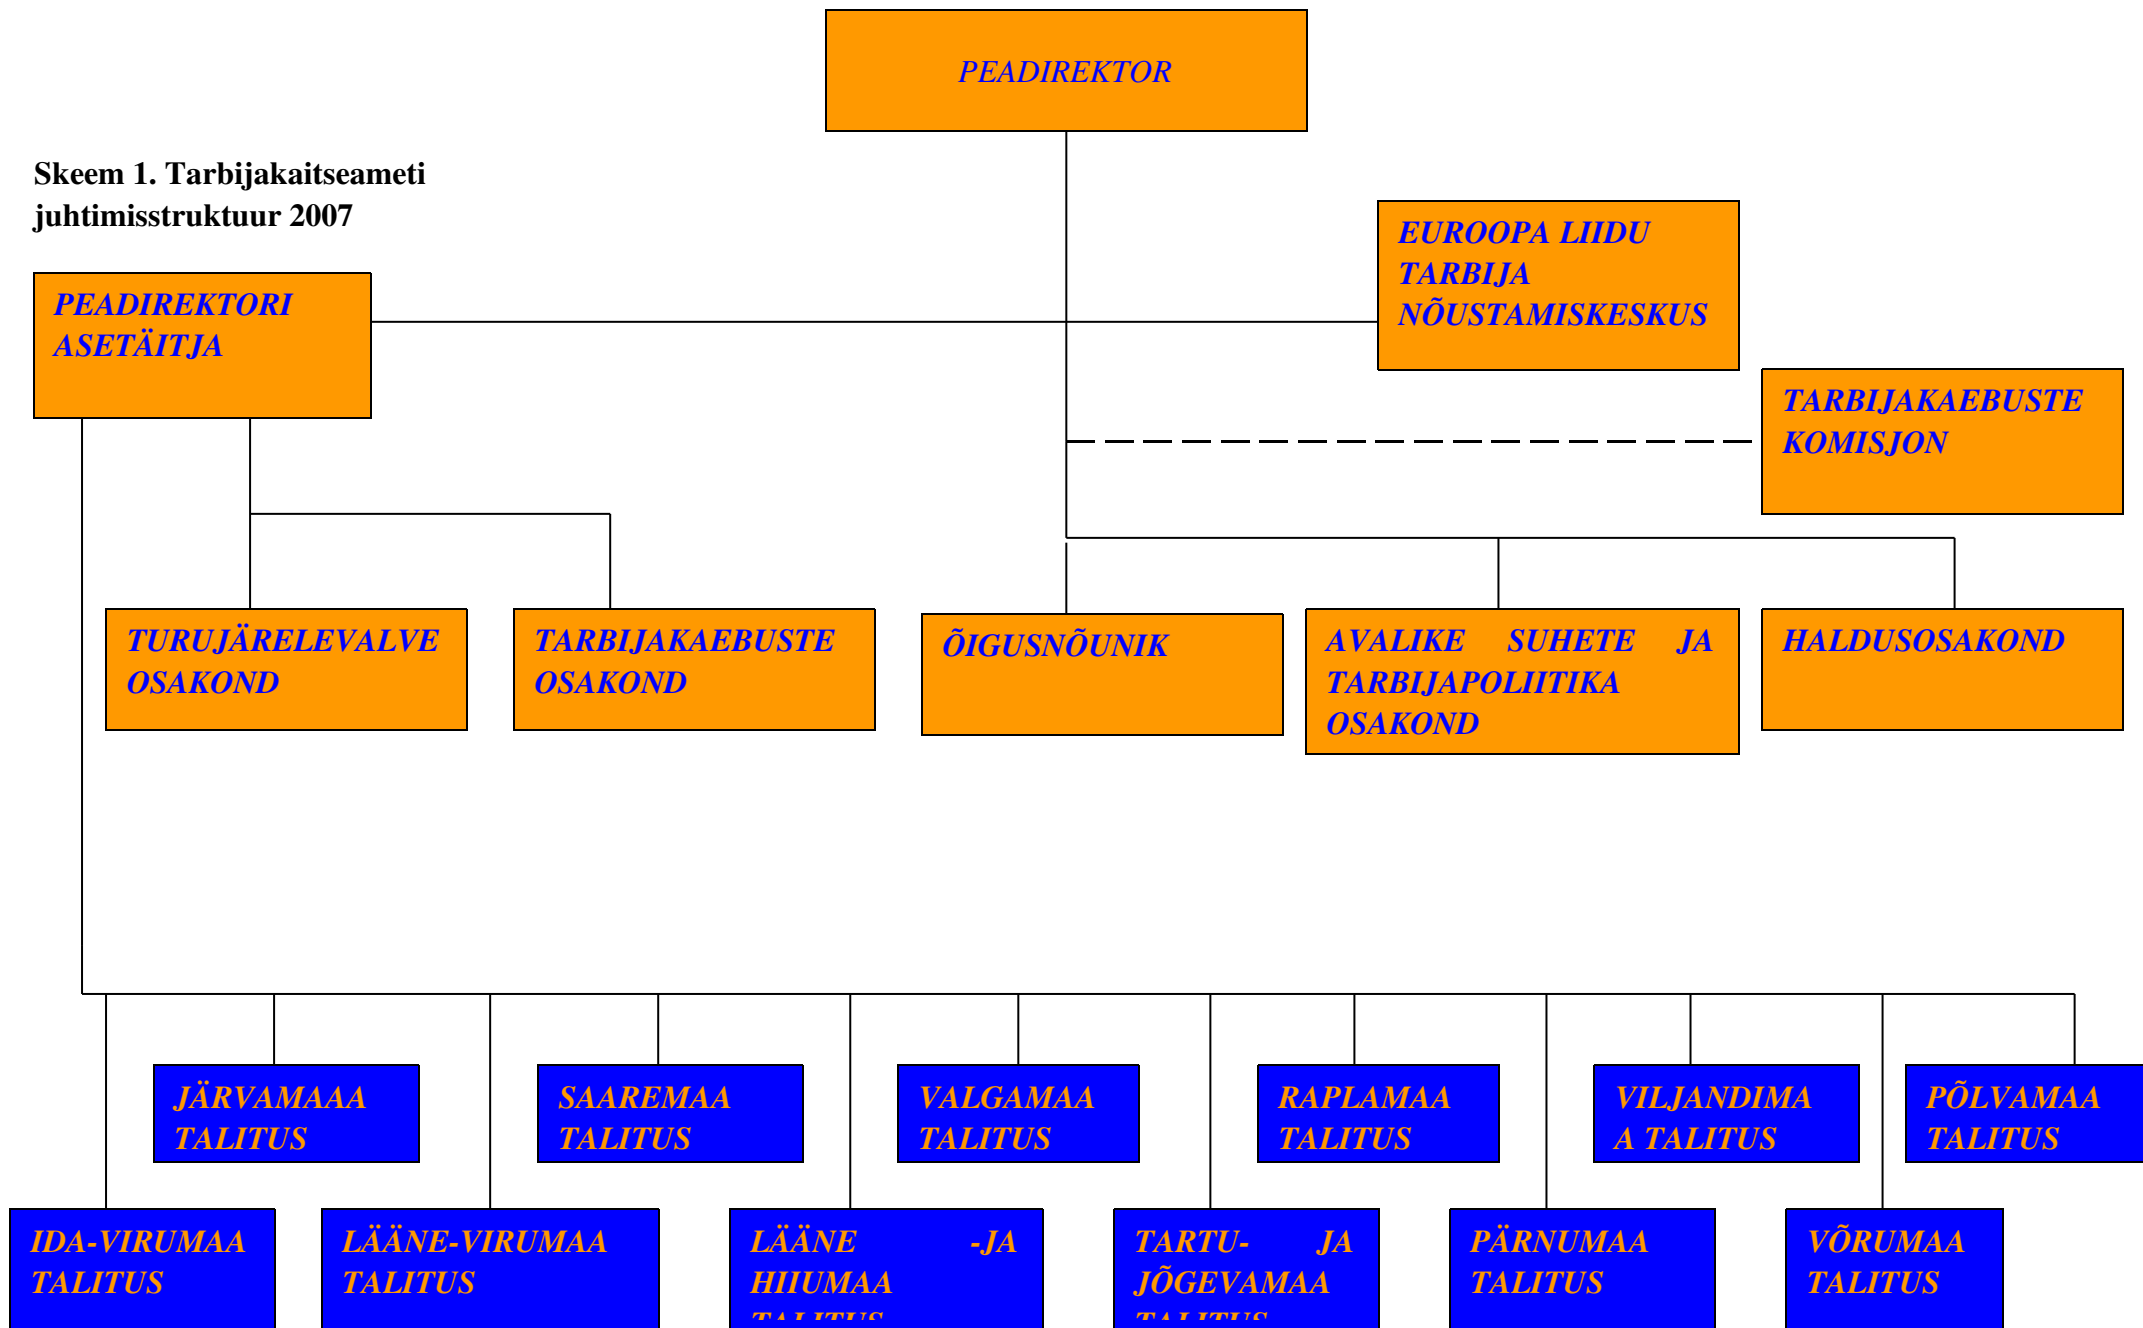 PEADIREKTOR
Skeem 1. Tarbijakaitseameti
juhtimisstruktuur 2007
EUROOPA LIIDU
TARBIJA
NÕUSTAMISKESKUS
PEADIREKTORI
ASETÄITJA
TARBIJAKAEBUSTE
KOMISJON
TURUJÄRELEVALVE
OSAKOND
TARBIJAKAEBUSTE
OSAKOND
ÕIGUSNÕUNIK
AVALIKE SUHETE JA
TARBIJAPOLIITIKA
OSAKOND
HALDUSOSAKOND
JÄRVAMAAA
TALITUS
SAAREMAA
TALITUS
VALGAMAA
TALITUS
RAPLAMAA
TALITUS
VILJANDIMA
A TALITUS
PÕLVAMAA
TALITUS
IDA-VIRUMAA
TALITUS
LÄÄNE-VIRUMAA
TALITUS
LÄÄNE -JA
HIIUMAA
TALITUS
TARTU- JA
JÕGEVAMAA
TALITUS
PÄRNUMAA
TALITUS
VÕRUMAA
TALITUS